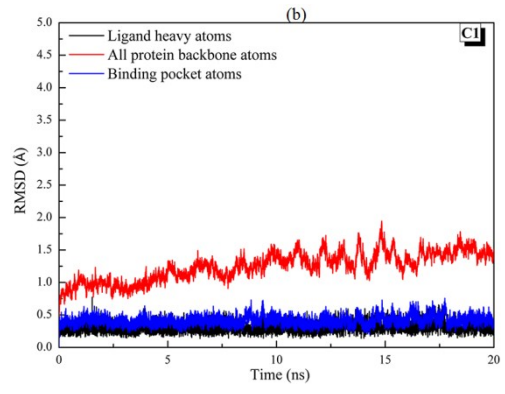 (b)
C1
Ligand heavy atoms
All protein backbone atoms
Binding pocket atoms
RMSD (Å)
5.0
4.5
4.0
3.5
3.0
2.5
2.0
1.5
1.0
0.5
0.0
0
5
10
15
20
Time (ns)